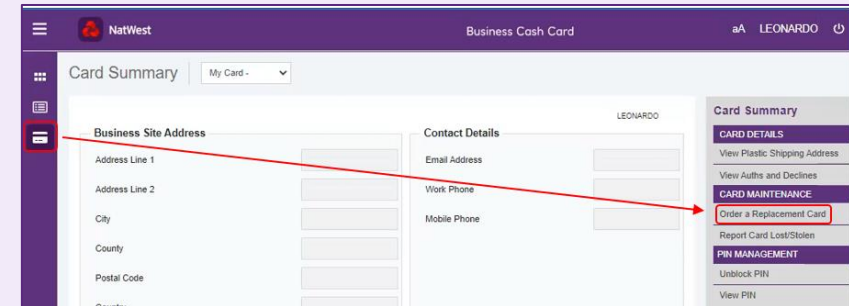 NatWest
Business Cash Card
aA LEONARDO
Card Summary
My Card -
LEONARDO
Business Site Address
Address Line 1
Address Line 2
City
County
Postal Code
Country
Contact Details
Email Address
Work Phone
Mobile Phone
Card Summary
CARD DETAILS
View Plastic Shipping Address
View Auths and Declines
CARD MAINTENANCE
Order a Replacement Card
Report Card Lost/Stolen
PIN MANAGEMENT
Unblock PIN
View PIN